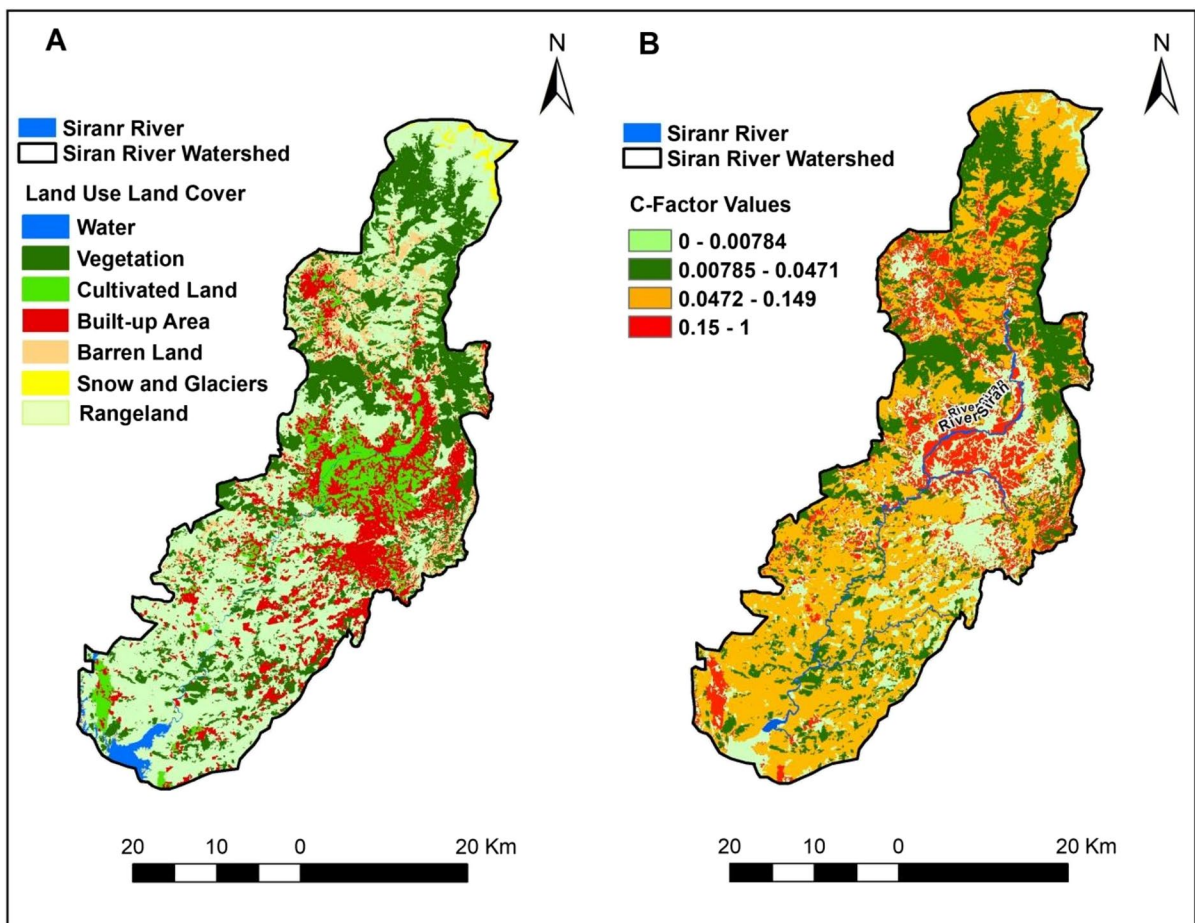 A
N
Siranr River
Siran River Watershed
Land Use Land Cover
Water
Vegetation
Cultivated Land
Built-up Area
Barren Land
Snow and Glaciers
Rangeland
20 10 0 20 Km
B
N
Siranr River
Siran River Watershed
C-Factor Values
0 - 0.00784
0.00785 - 0.0471
0.0472 - 0.149
0.15 - 1
RiverSiran
RiverSiran
20 10 0 20 Km